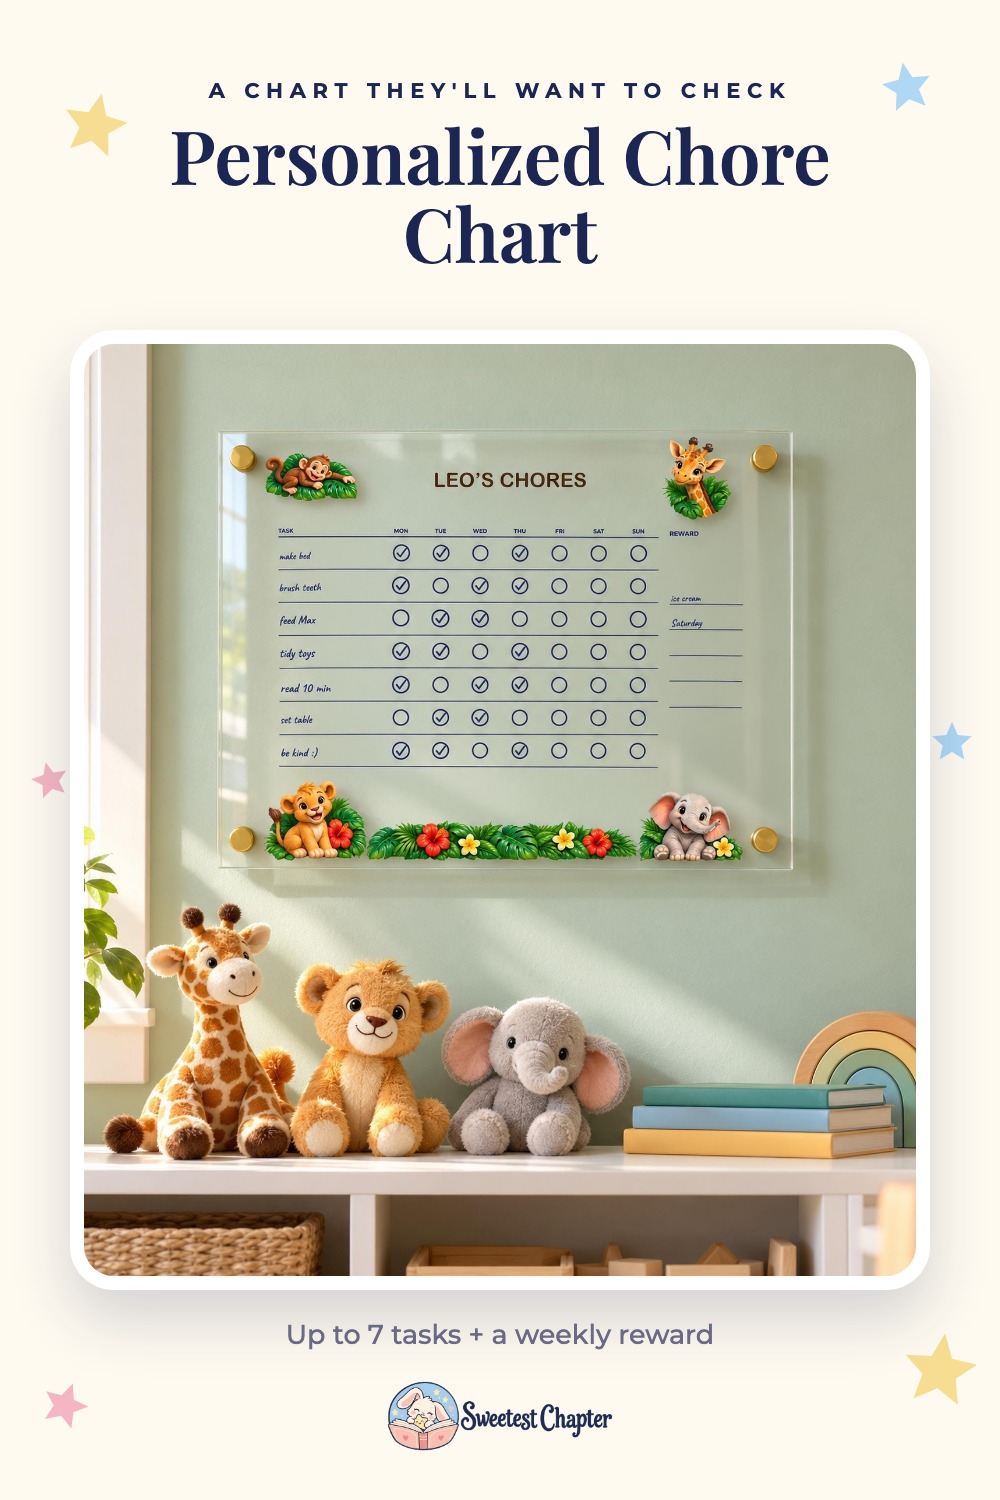 A CHART THEY'LL WANT TO CHECK
Personalized Chore
Chart
LEO'S CHORES
TASK MON TUE WED THU FRI SAT SUN REWARD
make bed
brush teeth
ice cream
feed Max
Saturday
tidy toys
read 10 min
set table
be kind :)
Up to 7 tasks + a weekly reward
Sweetest Chapter